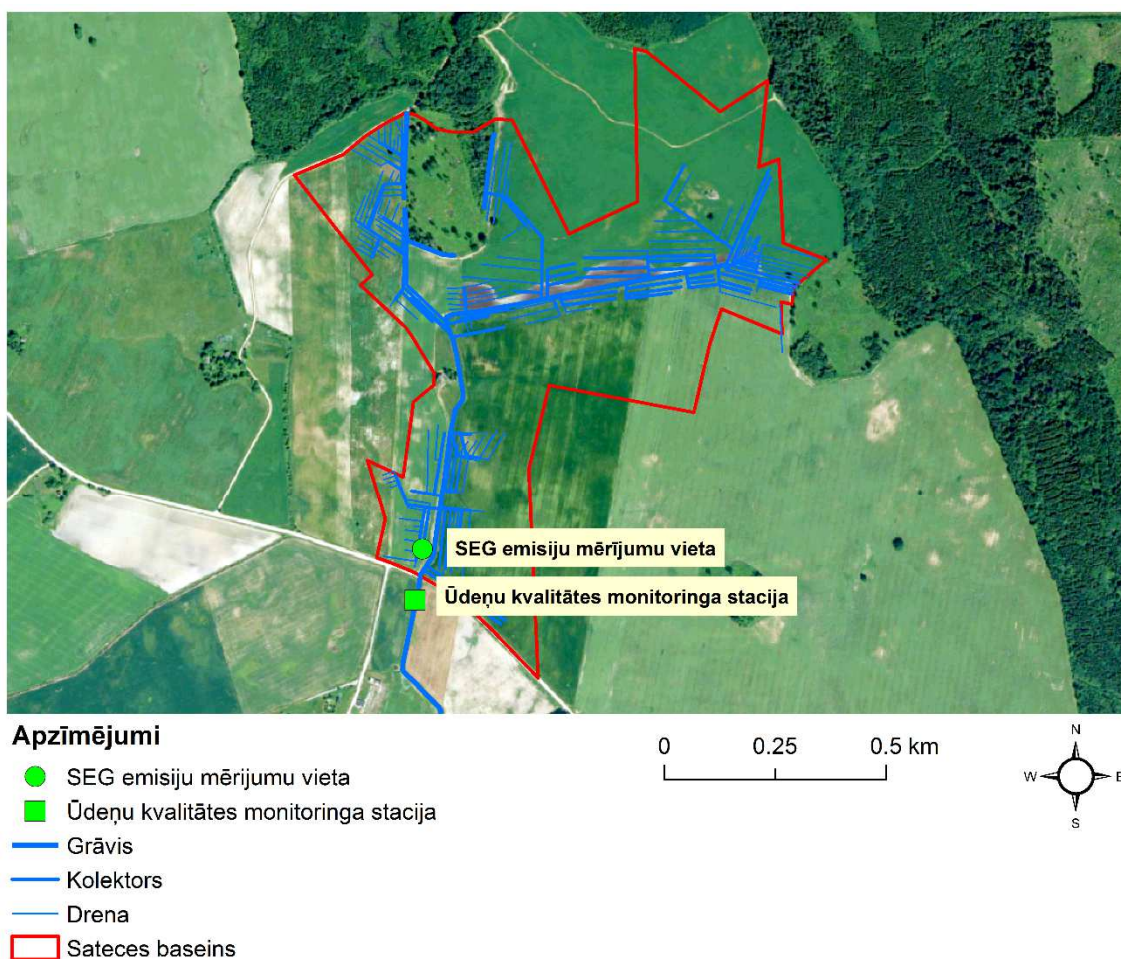 SEG emisiju mērījumu vieta
Ūdeņu kvalitātes monitoringa stacija
Apzīmējumi
SEG emisiju mērijumu vieta
Ūdeņu kvalitātes monitoringa stacija
Grāvis
Kolektors
Drena
Sateces baseins
0 0.25 0.5 km
N
W E
S